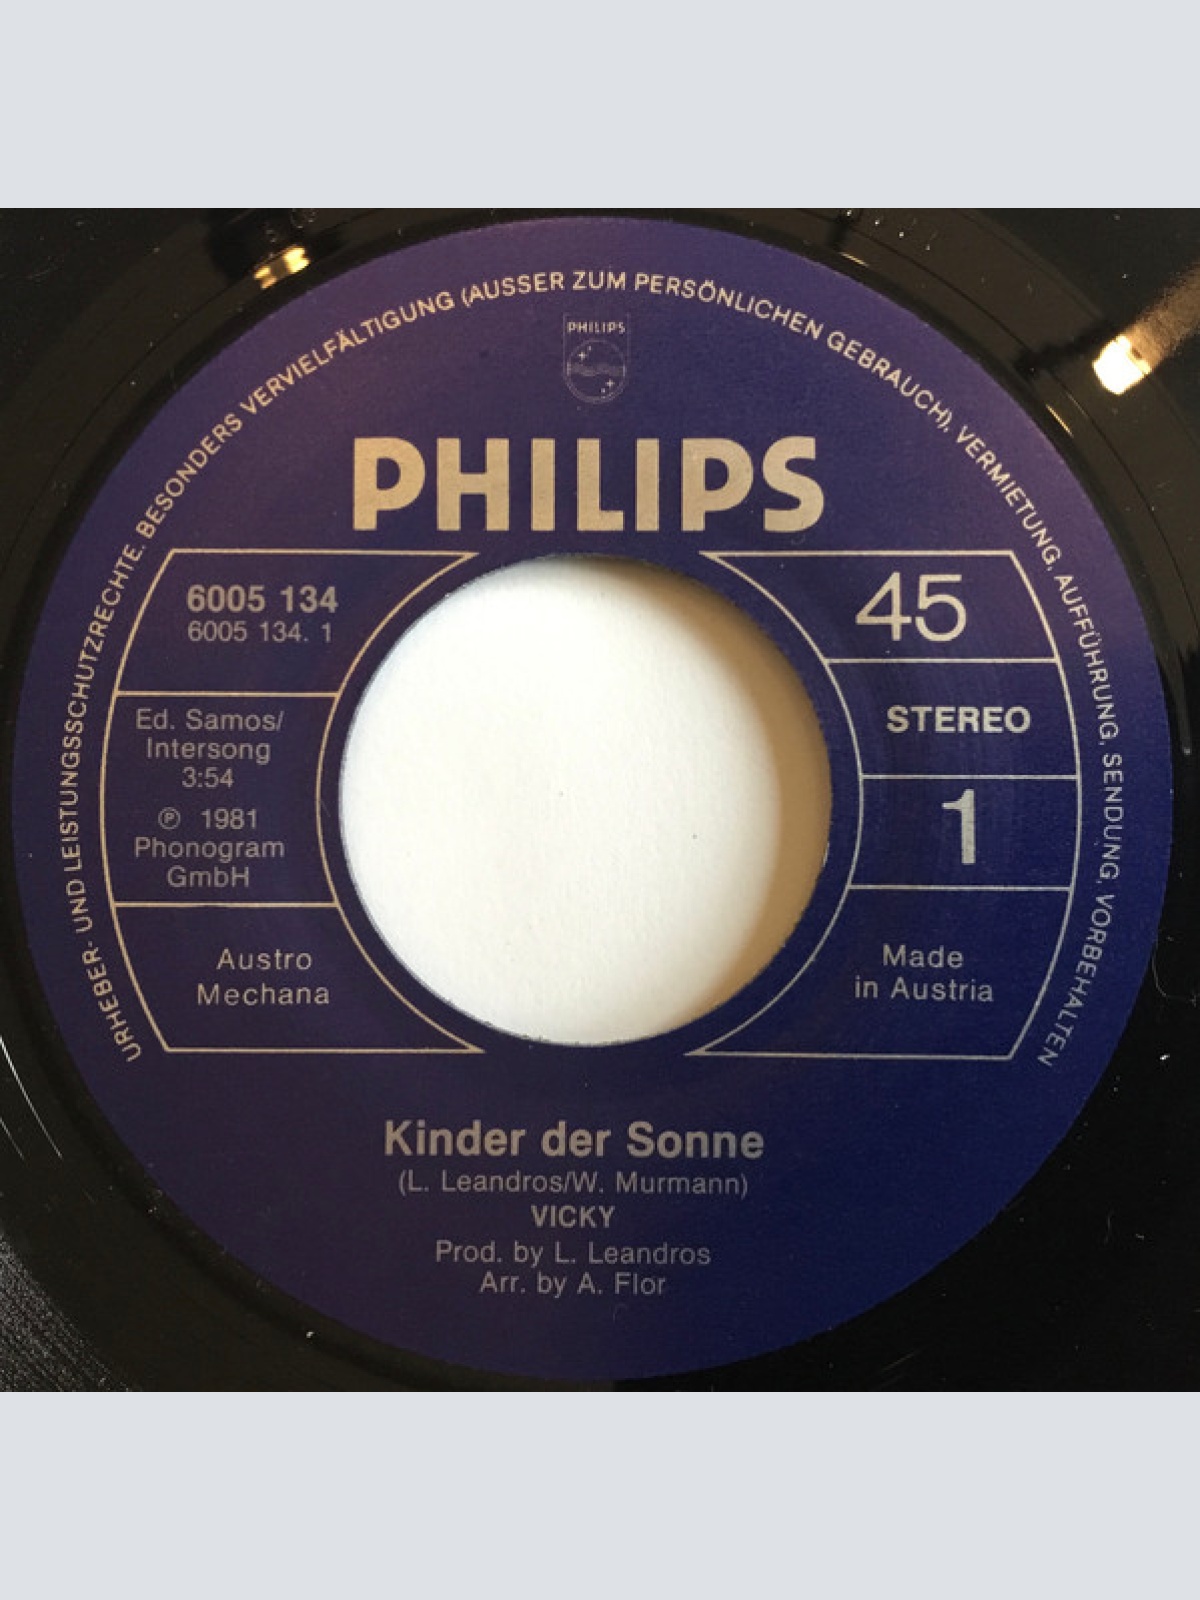 URHEBER- UND LEISTUNGSSCHUTZRECHTE. BESONDERS VERVIELFÄLTIGUNG (AUSSER ZUM PERSÖNLICHEN GEBRAUCH), VERMIETUNG, AUFFÜHRUNG, SENDUNG, VORBEHALTEN
PHILIPS
PHILIPS
6005 134
6005 134. 1
Ed. Samos/
Intersong
3:54
℗ 1981
Phonogram
GmbH
Austro
Mechana
45
STEREO
1
Made
in Austria
Kinder der Sonne
(L. Leandros/W. Murmann)
VICKY
Prod. by L. Leandros
Arr. by A. Flor